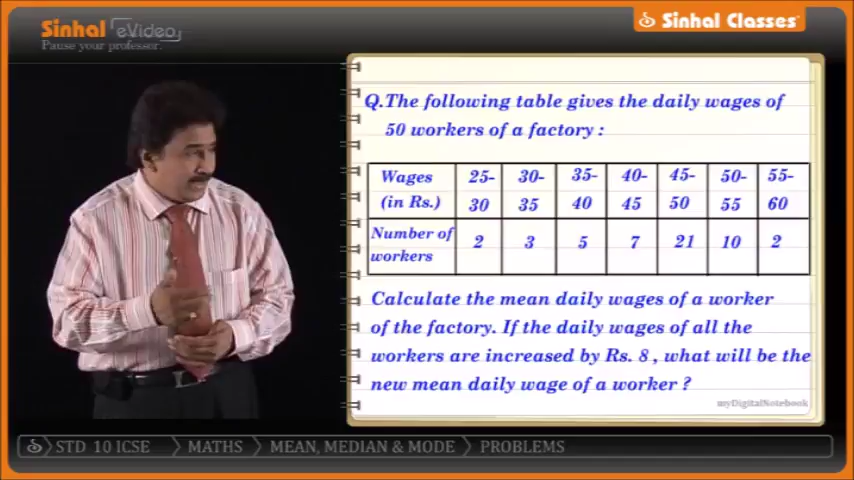 Sinhal eVideo
Pause your professor.
Sinhal Classes
Q.The following table gives the daily wages of
50 workers of a factory :
Wages 25- 30- 35- 40- 45- 50- 55-
(in Rs.) 30 35 40 45 50 55 60
Number of
workers 2 3 5 7 21 10 2
Calculate the mean daily wages of a worker
of the factory. If the daily wages of all the
workers are increased by Rs. 8 , what will be the
new mean daily wage of a worker ?
myDigitalNotebook
STD 10 ICSE MATHS MEAN, MEDIAN & MODE PROBLEMS